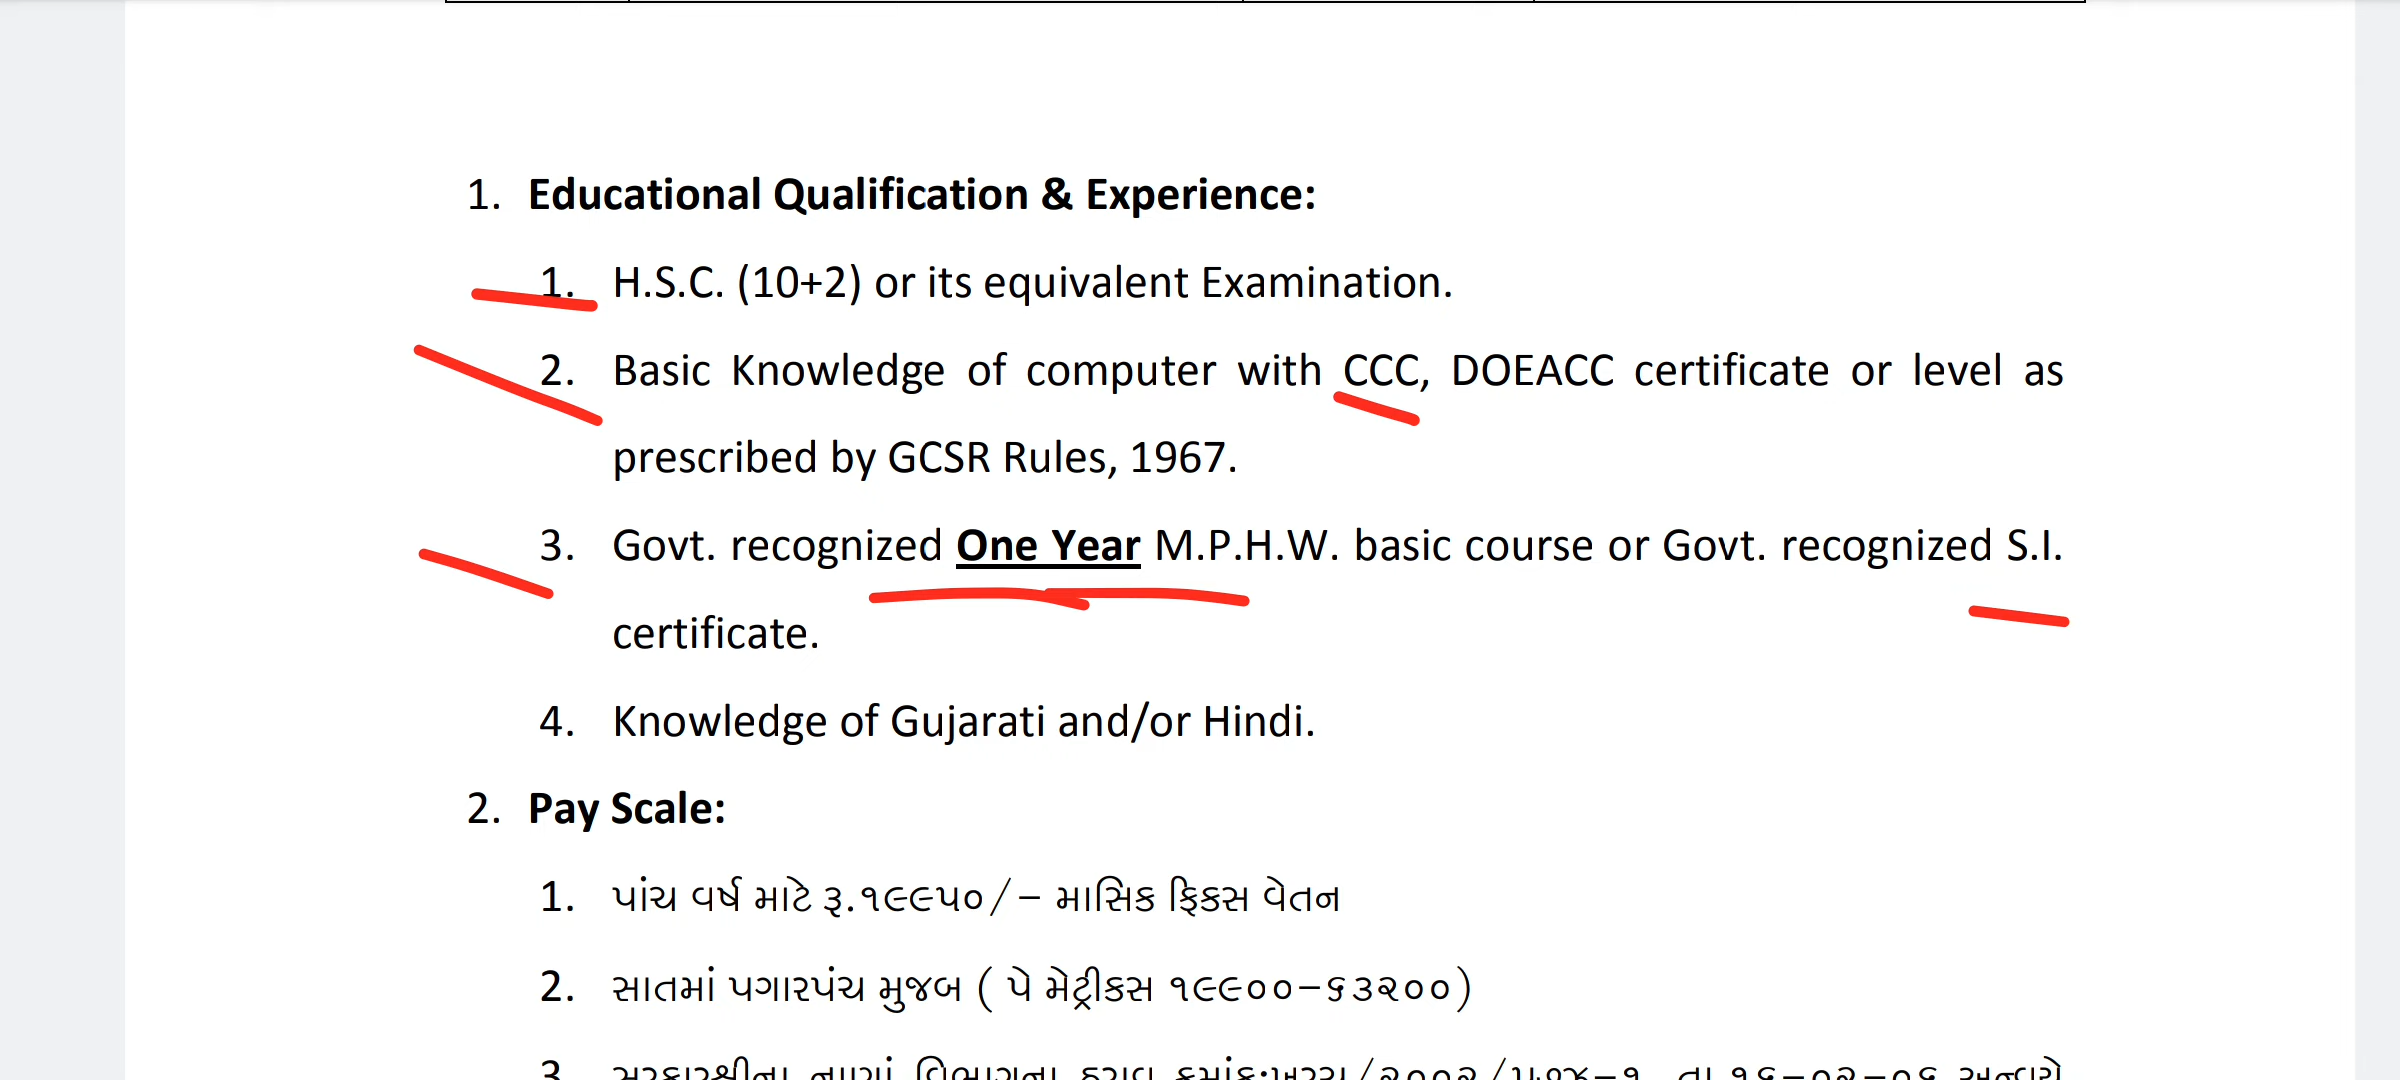 1. Educational Qualification & Experience:
1. H.S.C. (10+2) or its equivalent Examination.
2. Basic Knowledge of computer with CCC, DOEACC certificate or level as
prescribed by GCSR Rules, 1967.
3. Govt. recognized One Year M.P.H.W. basic course or Govt. recognized S.I.
certificate.
4. Knowledge of Gujarati and/or Hindi.
2. Pay Scale:
1. પાંચ વર્ષ માટે રૂ.૧૯૯૫૦/– માસિક ફિકસ વેતન
2. સાતમાં પગારપંચ મુજબ ( પે મેટ્રીકસ ૧૯૯૦૦–૬૩૨૦૦)
3.